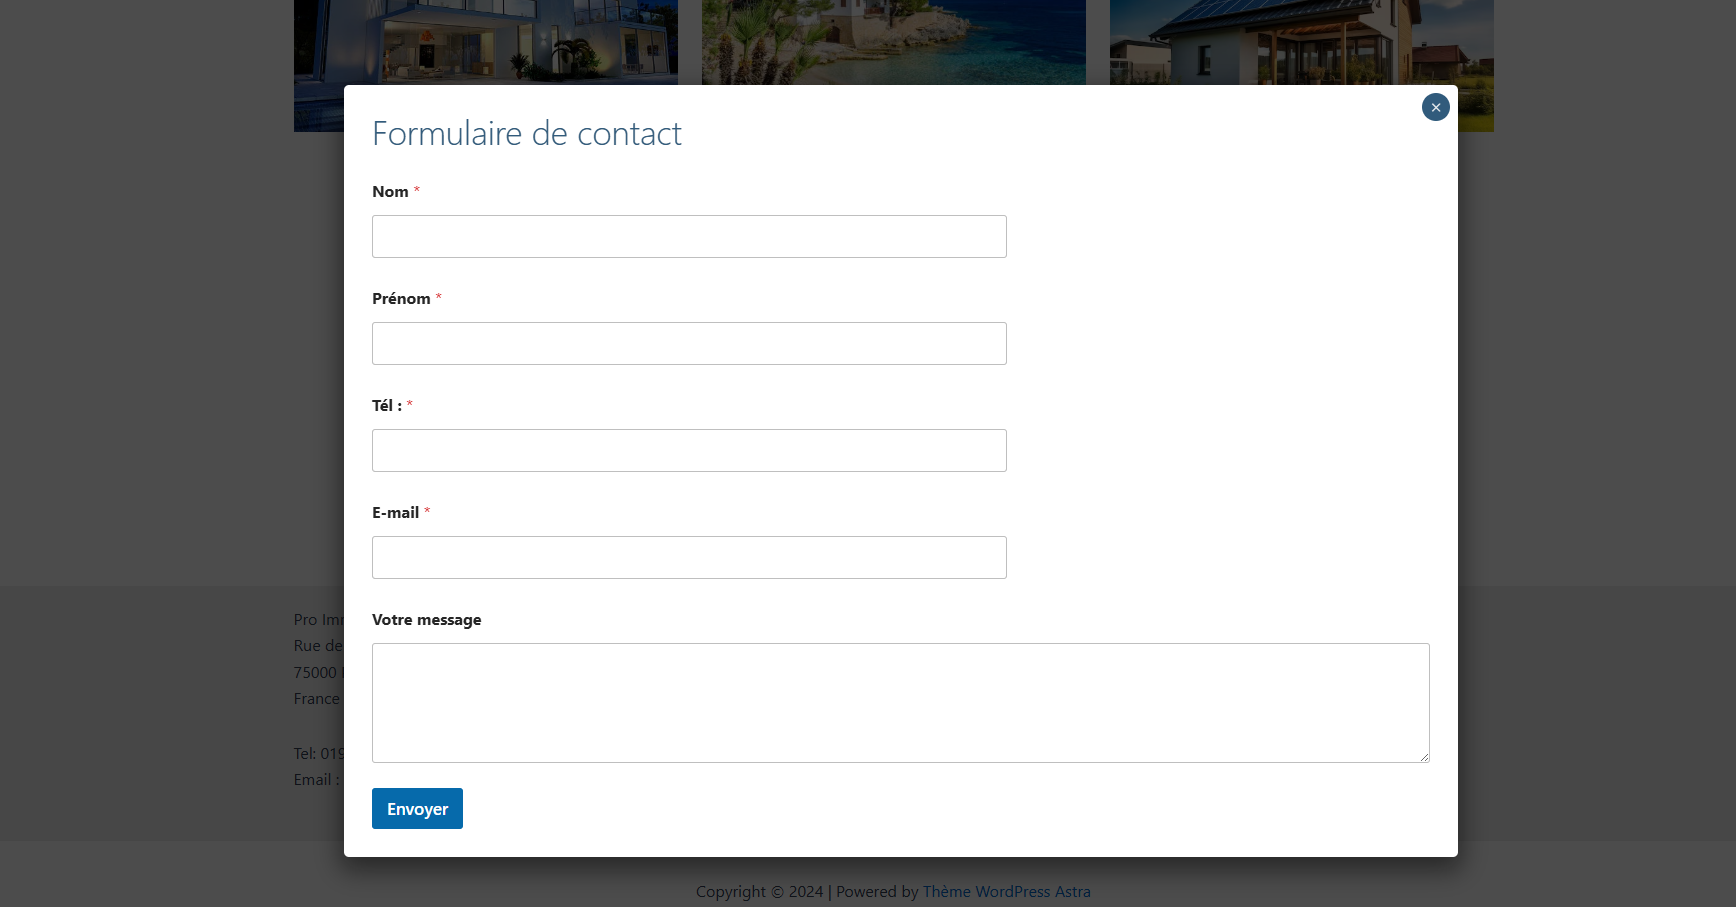 Formulaire de contact
Nom *
Prénom *
Tél : *
E-mail *
Votre message
Envoyer
Pro
Rue de
75000
France
Tel: 019
Email :
Copyright © 2024 | Powered by Thème WordPress Astra